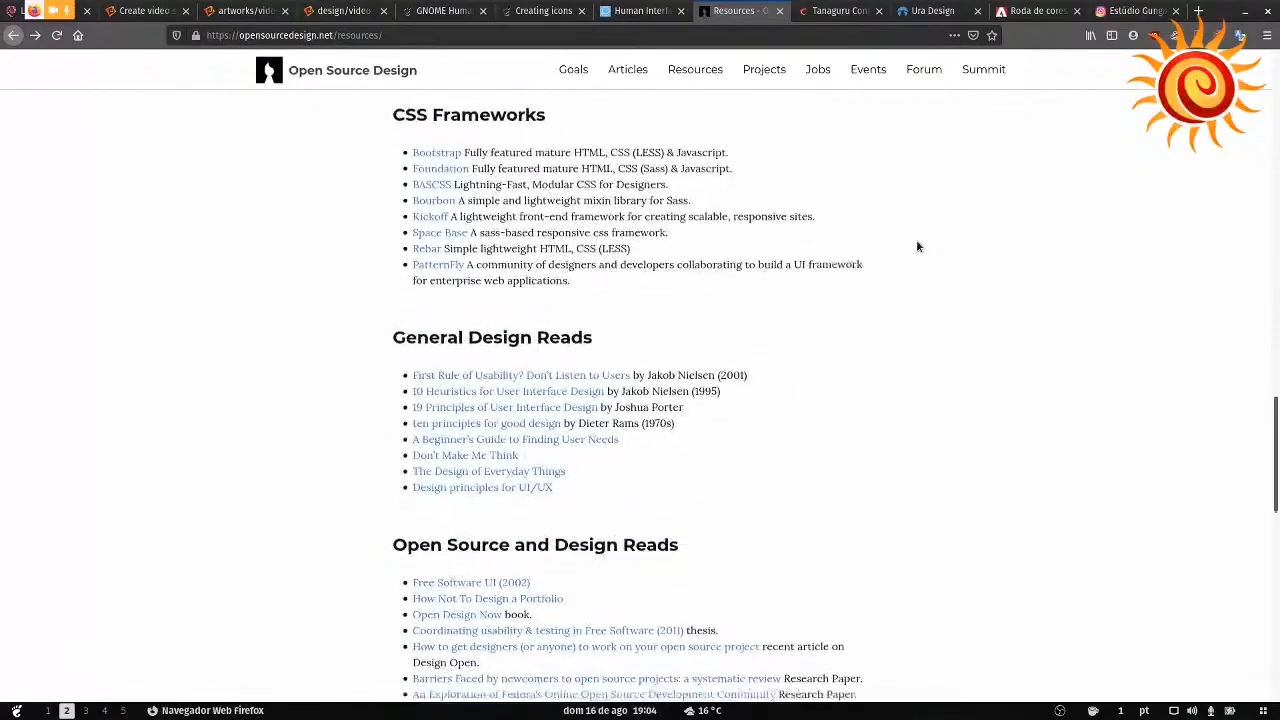 Create video s
artworks/vide
design/video
GNOME Huma
Creating icons
Human Interf
Resources - O
Tanaguru Con
Ura Design
Roda de cores
Estúdio Gungo
https://opensourcedesign.net/resources/
Open Source Design
Goals Articles Resources Projects Jobs Events Forum Summit
CSS Frameworks
Bootstrap Fully featured mature HTML, CSS (LESS) & Javascript.
Foundation Fully featured mature HTML, CSS (Sass) & Javascript.
BASCSS Lightning-Fast, Modular CSS for Designers.
Bourbon A simple and lightweight mixin library for Sass.
Kickoff A lightweight front-end framework for creating scalable, responsive sites.
Space Base A sass-based responsive css framework.
Rebar Simple lightweight HTML, CSS (LESS)
PatternFly A community of designers and developers collaborating to build a UI framework
for enterprise web applications.
General Design Reads
First Rule of Usability? Don't Listen to Users by Jakob Nielsen (2001)
10 Heuristics for User Interface Design by Jakob Nielsen (1995)
19 Principles of User Interface Design by Joshua Porter
ten principles for good design by Dieter Rams (1970s)
A Beginner's Guide to Finding User Needs
Don't Make Me Think
The Design of Everyday Things
Design principles for UI/UX
Open Source and Design Reads
Free Software UI (2002)
How Not To Design a Portfolio
Open Design Now book.
Coordinating usability & testing in Free Software (2011) thesis.
How to get designers (or anyone) to work on your open source project recent article on
Design Open.
Barriers Faced by newcomers to open source projects: a systematic review Research Paper.
An Exploration of Fedora's Online Open Source Development Community Research Paper.
1 2 3 4 5 Navegador Web Firefox dom 16 de ago 19:04 16 °C 1 pt